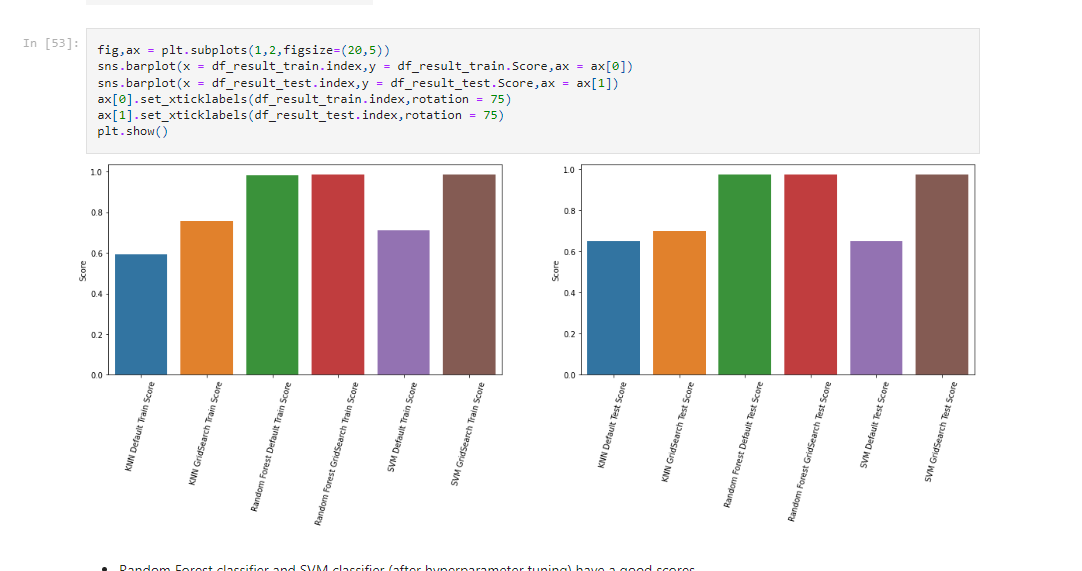 In [53]:
fig,ax = plt.subplots(1,2,figsize=(20,5))
sns.barplot(x = df_result_train.index,y = df_result_train.Score,ax = ax[0])
sns.barplot(x = df_result_test.index,y = df_result_test.Score,ax = ax[1])
ax[0].set_xticklabels(df_result_train.index,rotation = 75)
ax[1].set_xticklabels(df_result_test.index,rotation = 75)
plt.show()
1.0
0.8
0.6
0.4
0.2
0.0
Score
KNN Default Train Score
KNN GridSearch Train Score
Random Forest Default Train Score
Random Forest GridSearch Train Score
SVM Default Train Score
SVM GridSearch Train Score
1.0
0.8
0.6
0.4
0.2
0.0
Score
KNN Default Test Score
KNN GridSearch Test Score
Random Forest Default Test Score
Random Forest GridSearch Test Score
SVM Default Test Score
SVM GridSearch Test Score
• Random Forest classifier and SVM classifier (after hyperparameter tuning) have a good scores